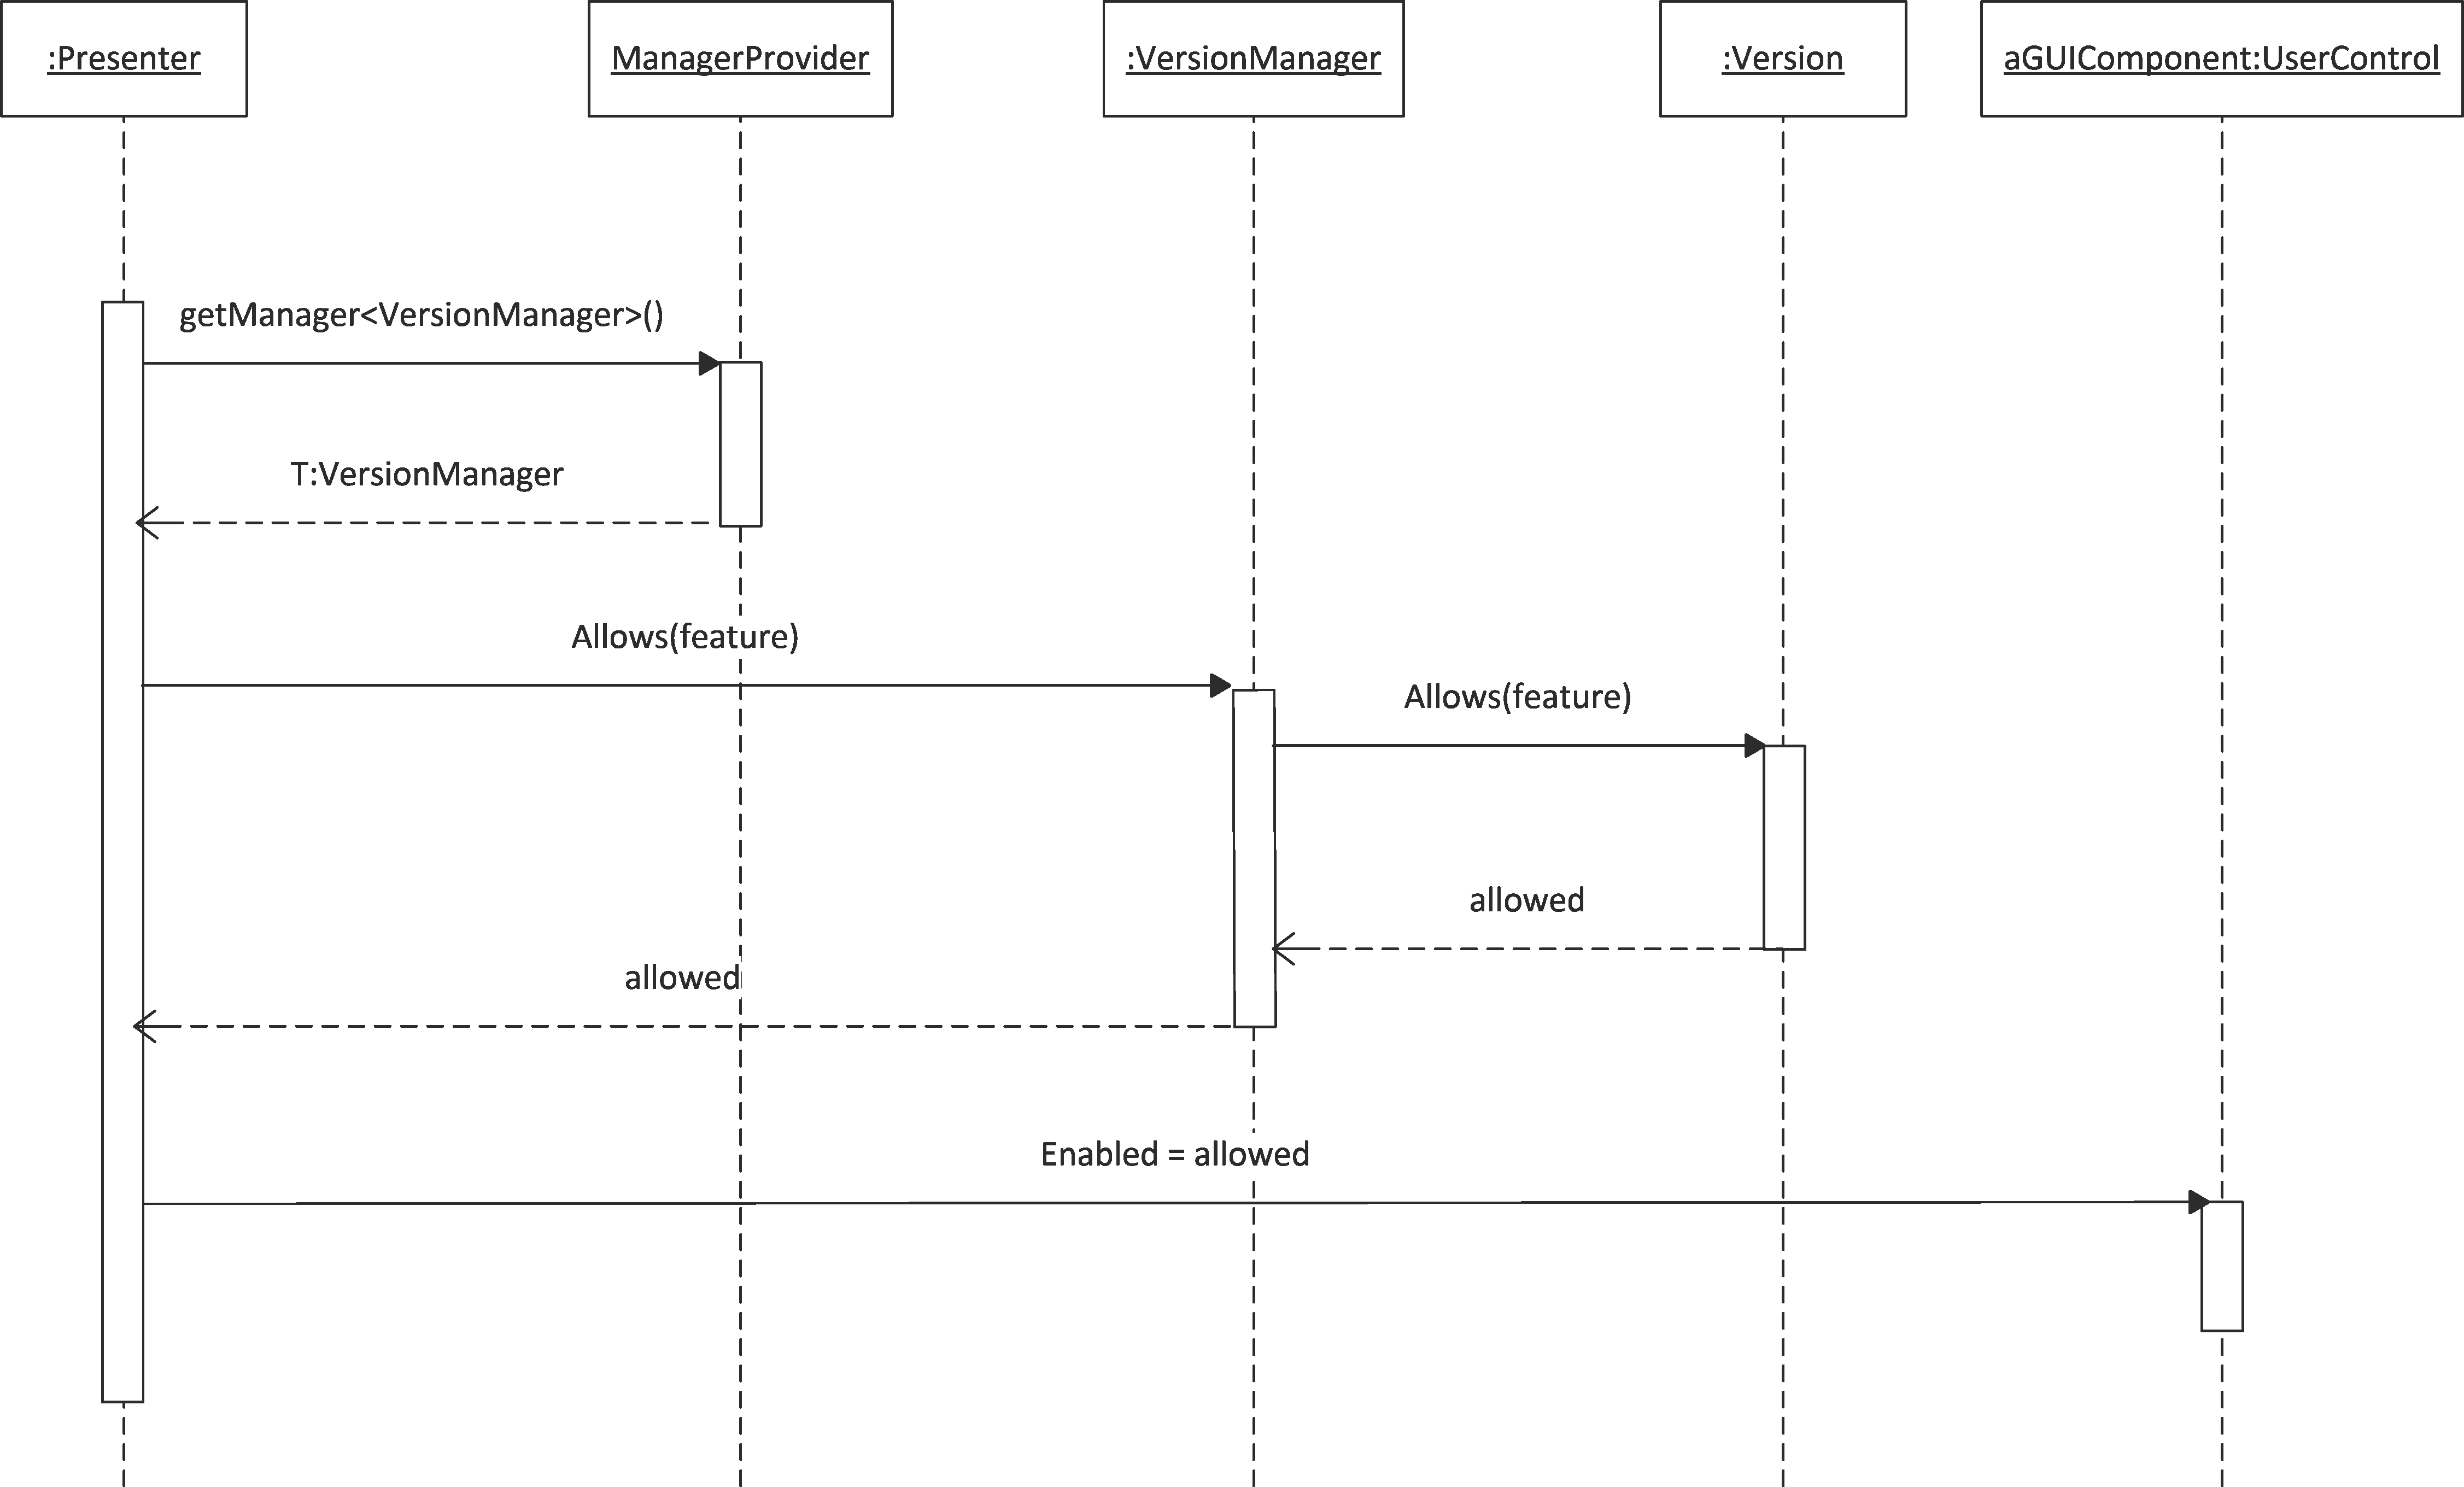 :Presenter
ManagerProvider
:VersionManager
:Version
aGUIComponent:UserControl
getManager<VersionManager>()
T:VersionManager
Allows(feature)
Allows(feature)
allowed
allowed
Enabled = allowed